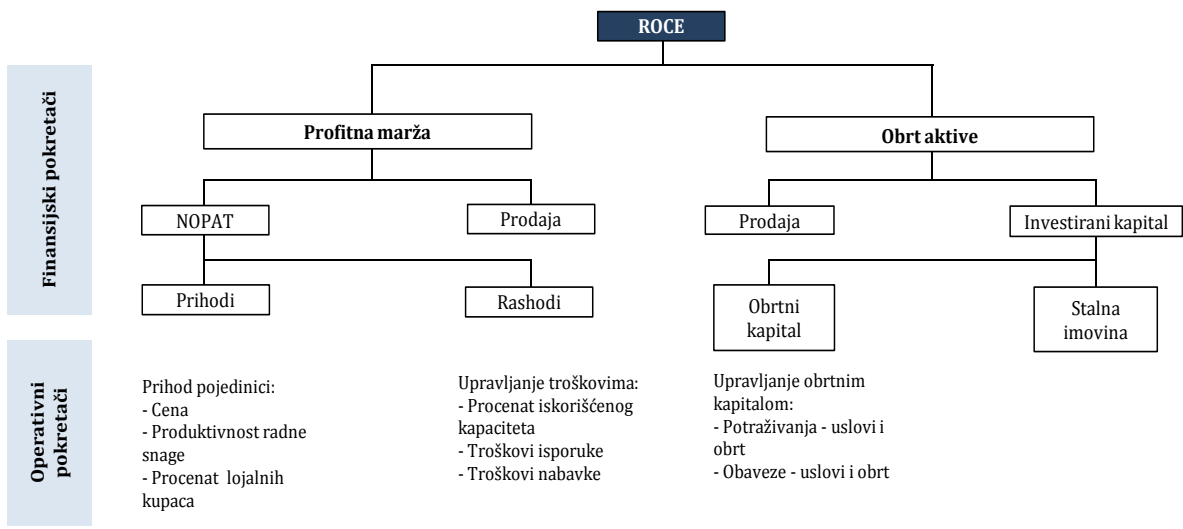 ROCE
Finansijski pokretači
Profitna marža
Obrt aktive
NOPAT
Prodaja
Prodaja
Investirani kapital
Prihodi
Rashodi
Obrtni
kapital
Stalna
imovina
Operativni
pokretači
Prihod pojedinici:
- Cena
- Produktivnost radne
snage
- Procenat lojalnih
kupaca
Upravljanje troškovima:
- Procenat iskorišćenog
kapaciteta
- Troškovi isporuke
- Troškovi nabavke
Upravljanje obrtnim
kapitalom:
- Potraživanja - uslovi i
obrt
- Obaveze - uslovi i obrt